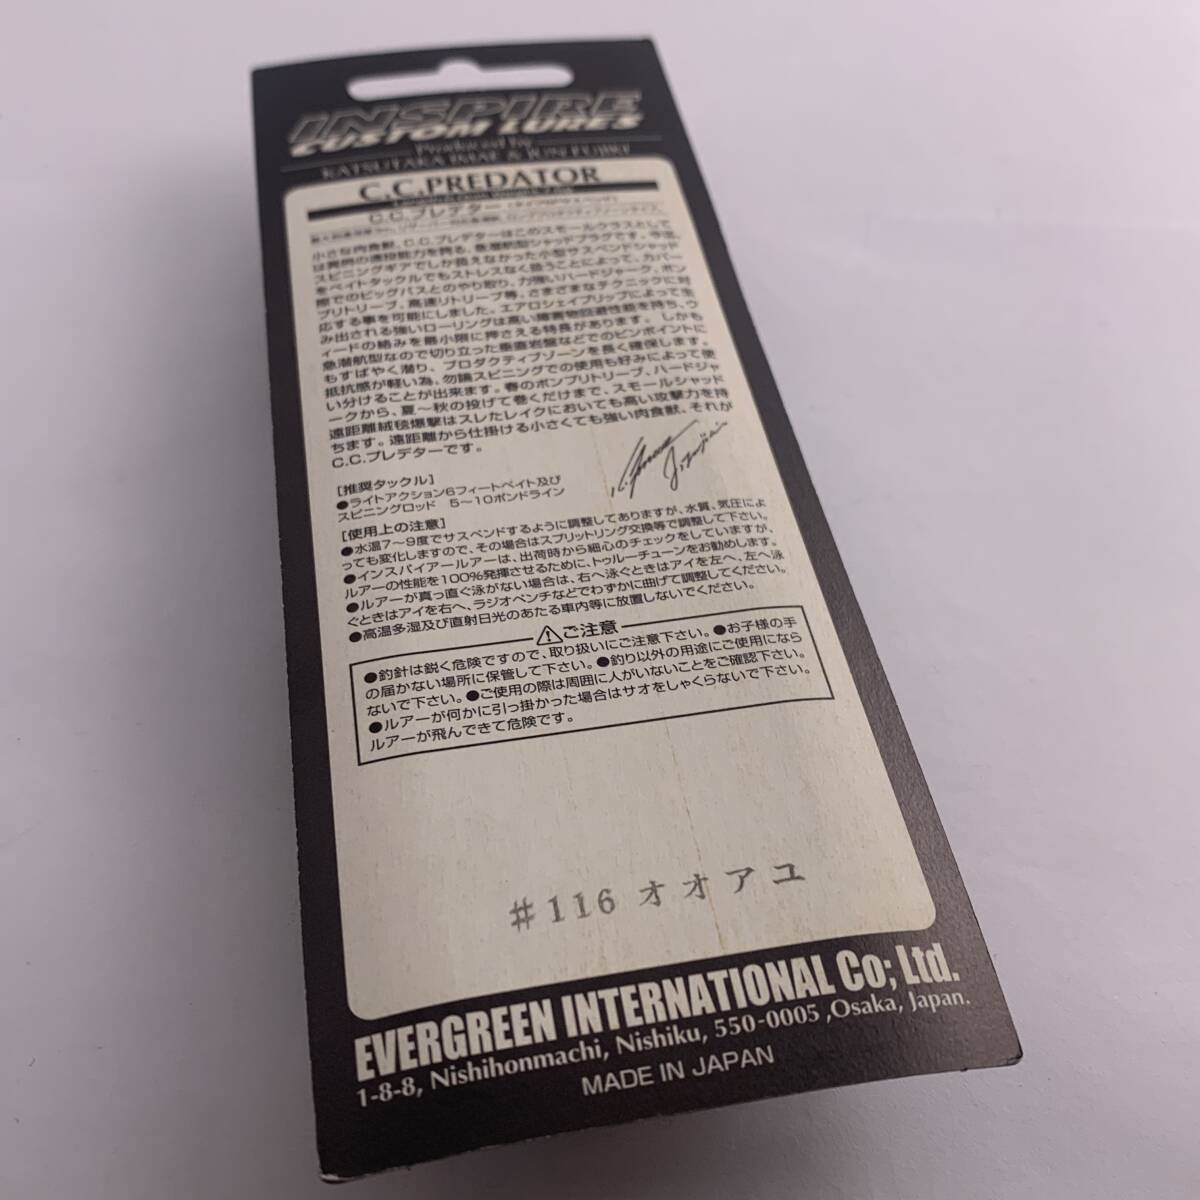 INSPIRE
CUSTOM LURES
Produced by
KATSUTAKA IMAE & JUN FUJIKI
C.C.PREDATOR
C.C.プレデター
小さな肉食獣、C.C.プレデターはこのスモールクラスとして
は異例の遠投能力を誇る、急潜航型シャッドプラグです。今迄、
スピニングギアでしか扱えなかった小型サスペンドシャッド
をベイトタックルでもストレスなく扱うことによって、カバー
際でのビッグバスとのやり取り、力強いハードジャーク、ポン
プリトリーブ、高速リトリーブ等、さまざまなテクニックに対
応する事を可能にしました。エアロシェイプリップによって生
み出される強いローリングは高い障害物回避性能を持ち、ウ
ィードの絡みを最小限に押さえる特長があります。しかも
急潜航型なので切り立った垂直岩盤などでのピンポイントに
もすばやく潜り、プロダクティブゾーンを長く確保します。
抵抗感が軽い為、勿論スピニングでの使用も好みによって使
い分けることが出来ます。春のポンプリトリーブ、ハードジャ
ークから、夏〜秋の投げて巻くだけまで、スモールシャッド
遠距離絨毯爆撃はスレたレイクにおいても高い攻撃力を持
ちます。遠距離から仕掛ける小さくても強い肉食獣、それが
C.C.プレデターです。
[推奨タックル]
●ライトアクション6フィートベイト及び
スピニングロッド 5〜10ポンドライン
[使用上の注意]
●水温7〜9度でサスペンドするように調整してありますが、水質、気圧によ
っても変化しますので、その場合はスプリットリング交換等で調整して下さい。
●インスパイアールアーは、出荷時から細心のチェックをしていますが、
ルアーの性能を100%発揮させるために、トゥルーチューンをお勧めします。
●ルアーが真っ直ぐ泳がない場合は、右へ泳ぐときはアイを左へ、左へ泳
ぐときはアイを右へ、ラジオペンチなどでわずかに曲げて調整してください。
●高温多湿及び直射日光のあたる車内等に放置しないでください。
⚠ご注意
●釣針は鋭く危険ですので、取り扱いにご注意下さい。●お子様の手
の届かない場所に保管して下さい。●釣り以外の用途にご使用になら
ないで下さい。●ご使用の際は周囲に人がいないことをご確認下さい。
●ルアーが何かに引っ掛かった場合はサオをしゃくらないで下さい。
ルアーが飛んできて危険です。
#116 オオアユ
EVERGREEN INTERNATIONAL Co; Ltd.
1-8-8, Nishihonmachi, Nishiku, 550-0005 ,Osaka, Japan.
MADE IN JAPAN